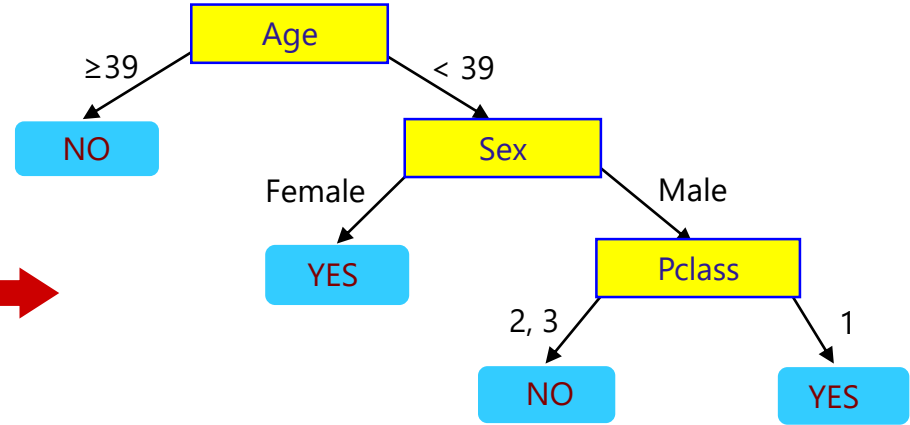 Age
≥39
< 39
NO
Sex
Female
Male
YES
Pclass
2, 3
1
NO
YES